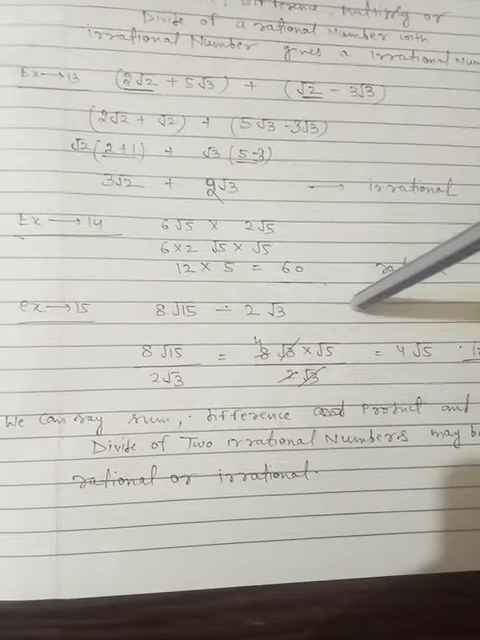 Difference, Multiply or
Divide of a rational Number with
irrational Number gives a irrational Num
Ex → 13 (2√2 + 5√3) + (√2 - 3√3)
(2√2 + √2) + (5√3 - 3√3)
√2(2+1) + √3(5-3)
3√2 + 2√3 → irrational
Ex → 14 6√5 × 2√5
6×2 √5 × √5
12 × 5 = 60
ex → 15 8√15 ÷ 2√3
8√15 / 2√3 = 8√3 × √5 / 2√3 = 4√5
We can say sum, difference and Product and
Divide of Two irrational Numbers may be
rational or irrational.